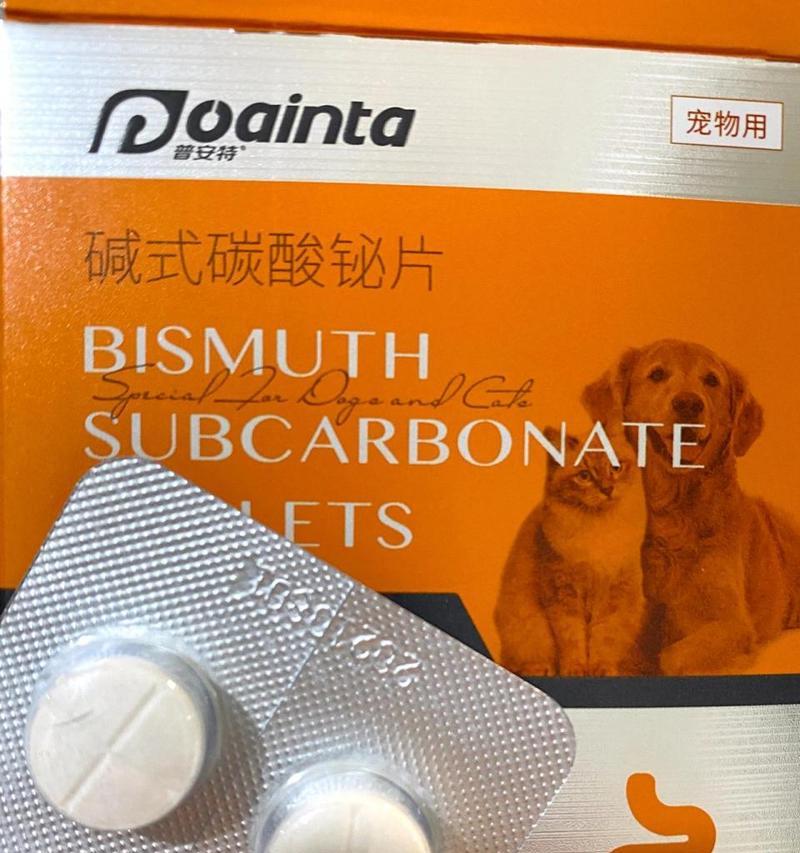 Poainta
普安特®
宠物用
碱式碳酸铋片
BISMUTH
Special For Dogs and Cats
SUBCARBONATE
LETS